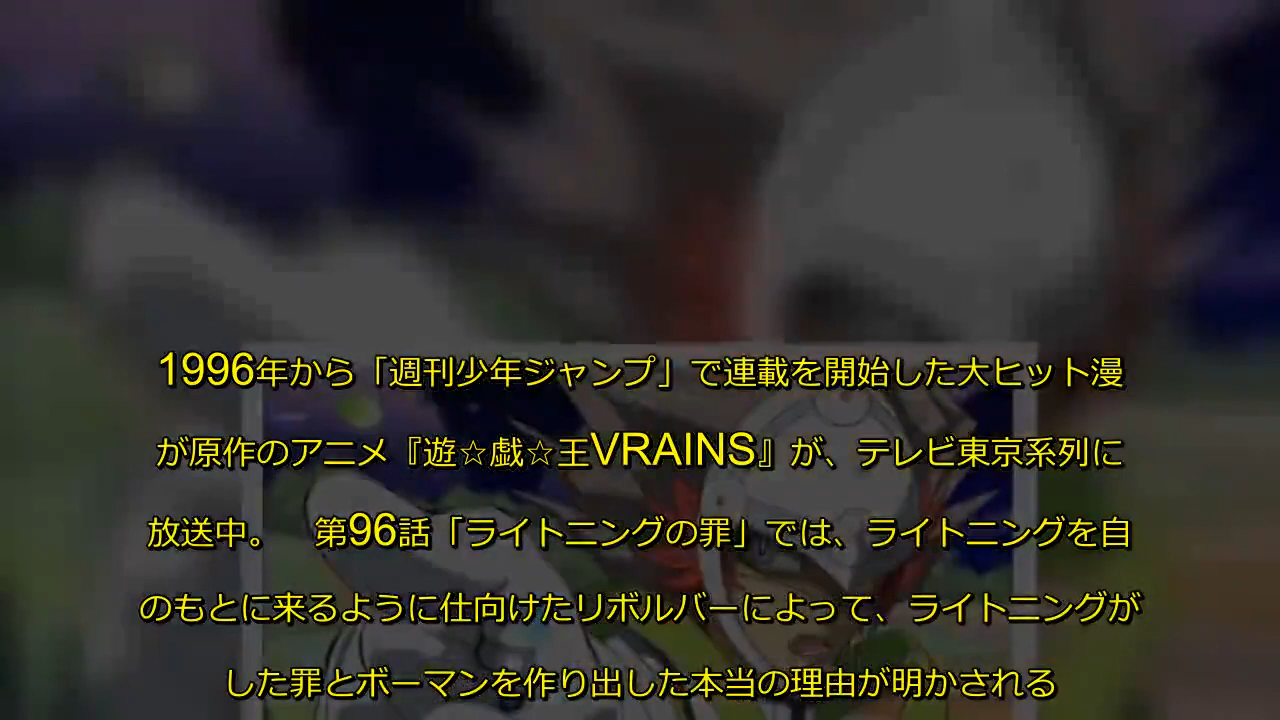 1996年から「週刊少年ジャンプ」で連載を開始した大ヒット漫
が原作のアニメ『遊☆戯☆王VRAINS』が、テレビ東京系列に
放送中。　第96話「ライトニングの罪」では、ライトニングを自
のもとに来るように仕向けたリボルバーによって、ライトニングが
した罪とボーマンを作り出した本当の理由が明かされる